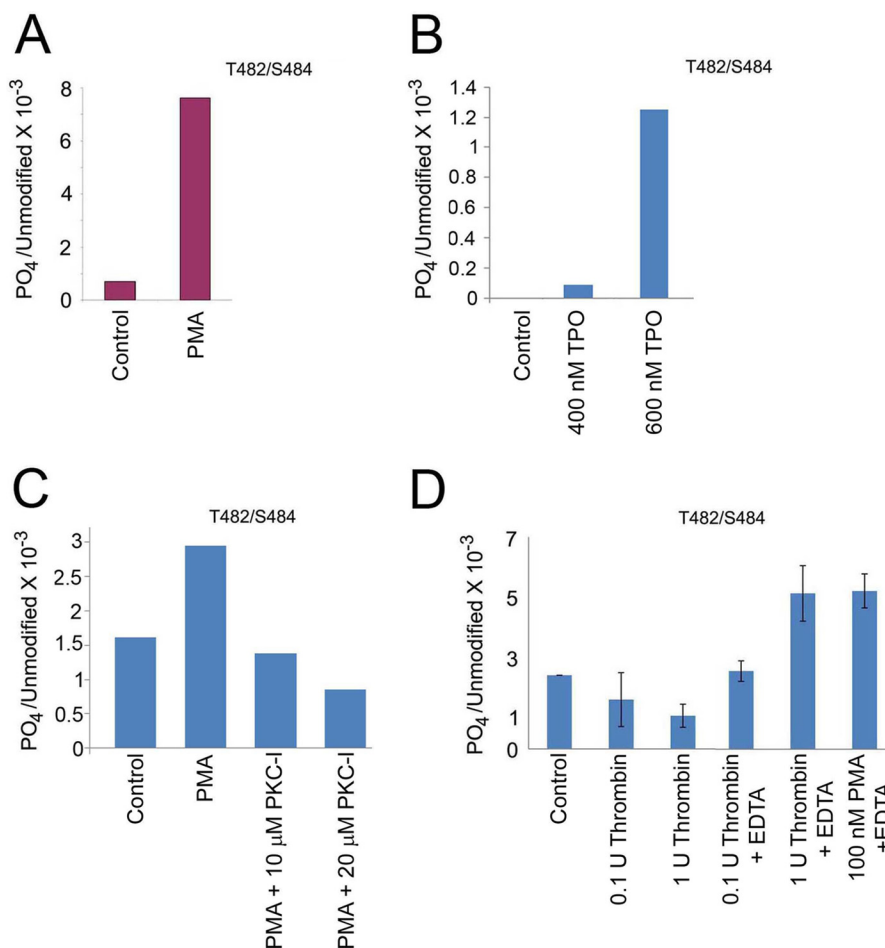 A
T482/S484
PO4/Unmodified X 10-3
8
6
4
2
0
Control
PMA
B
T482/S484
PO4/Unmodified X 10-3
1.4
1.2
1
0.8
0.6
0.4
0.2
0
Control
400 nM TPO
600 nM TPO
C
T482/S484
PO4/Unmodified X 10-3
3
2.5
2
1.5
1
0.5
0
Control
PMA
PMA + 10 μM PKC-I
PMA + 20 μM PKC-I
D
T482/S484
PO4/Unmodified X 10-3
7
5
3
1
0
Control
0.1 U Thrombin
1 U Thrombin
0.1 U Thrombin
+ EDTA
1 U Thrombin
+ EDTA
100 nM PMA
+EDTA